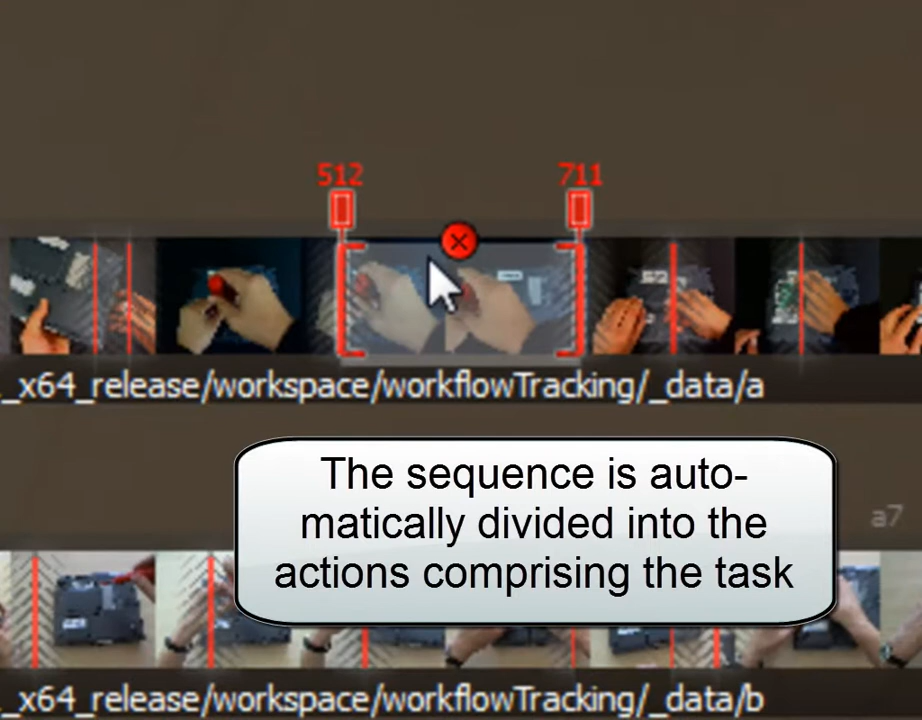 512 711
._x64_release/workspace/workflowTracking/_data/a
The sequence is auto-
matically divided into the
actions comprising the task
a7
._x64_release/workspace/workflowTracking/_data/b